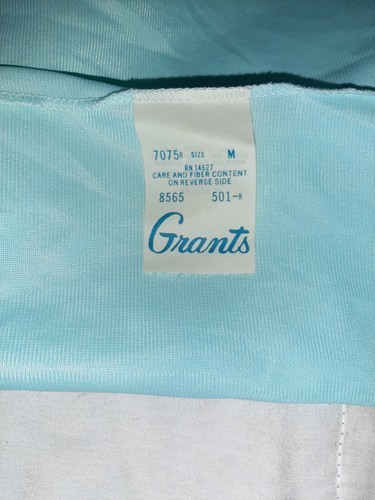 7075R SIZE M
RN 14627
CARE AND FIBER CONTENT
ON REVERSE SIDE
8565 501-R
Grants